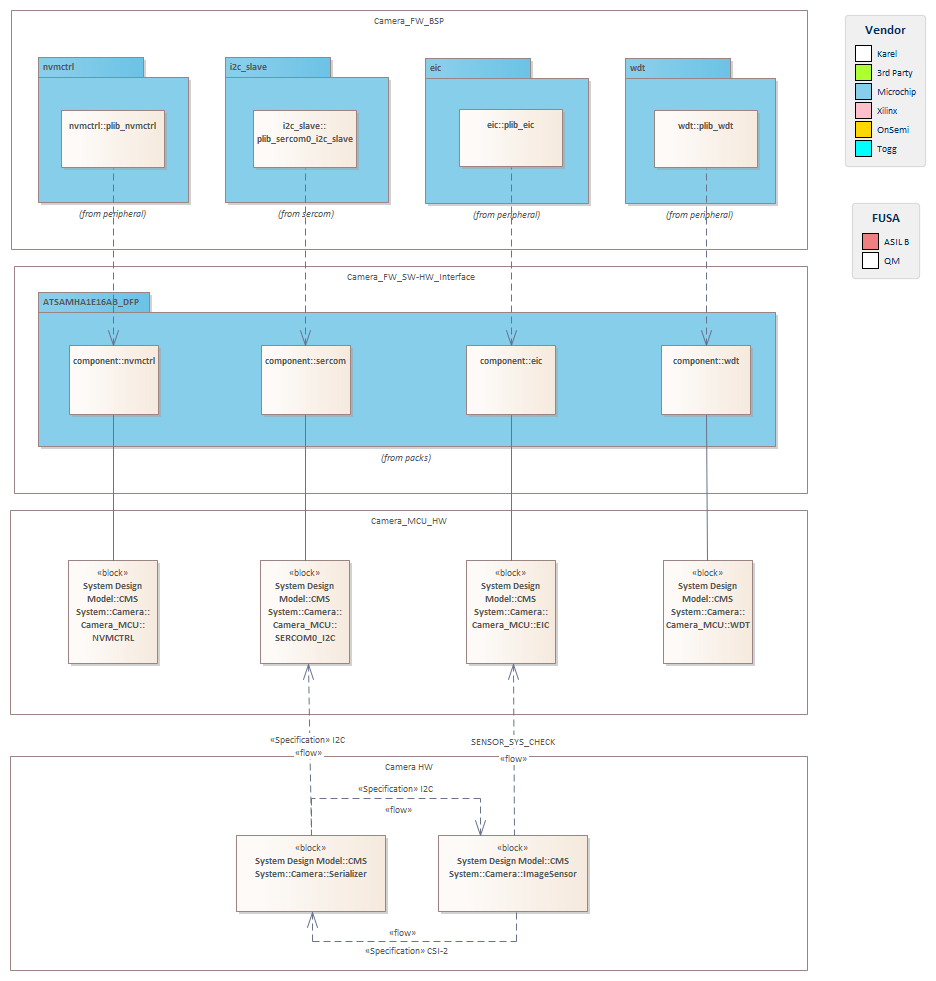 Camera_FW_BSP
nvmctrl
i2c_slave
eic
wdt
nvmctrl::plib_nvmctrl
i2c_slave::
plib_sercom0_i2c_slave
eic::plib_eic
wdt::plib_wdt
(from peripheral)
(from sercom)
(from peripheral)
(from peripheral)
Vendor
Karel
3rd Party
Microchip
Xilinx
OnSemi
Togg
FUSA
ASIL B
QM
Camera_FW_SW-HW_Interface
ATSAMHA1E16AB_DFP
component::nvmctrl
component::sercom
component::eic
component::wdt
(from packs)
Camera_MCU_HW
«block»
System Design
Model::CMS
System::Camera::
Camera_MCU::
NVMCTRL
«block»
System Design
Model::CMS
System::Camera::
Camera_MCU::
SERCOM0_I2C
«block»
System Design
Model::CMS
System::Camera::
Camera_MCU::EIC
«block»
System Design
Model::CMS
System::Camera::
Camera_MCU::WDT
«Specification» I2C
«flow»
SENSOR_SYS_CHECK
«flow»
Camera HW
«Specification» I2C
«flow»
«block»
System Design Model::CMS
System::Camera::Serializer
«block»
System Design Model::CMS
System::Camera::ImageSensor
«flow»
«Specification» CSI-2